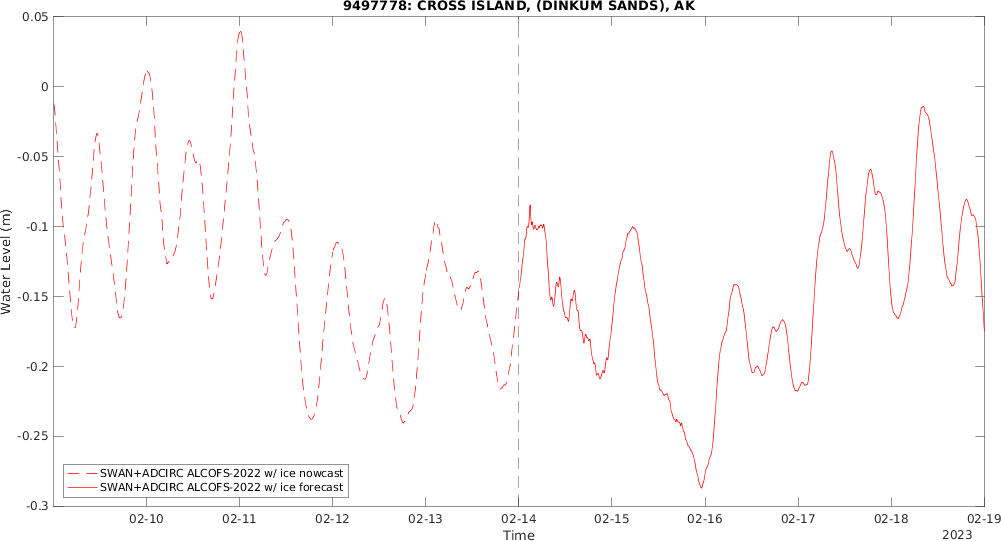 9497778: CROSS ISLAND, (DINKUM SANDS), AK
0.05
0
-0.05
-0.1
-0.15
-0.2
-0.25
-0.3
Water Level (m)
SWAN+ADCIRC ALCOFS-2022 w/ ice nowcast
SWAN+ADCIRC ALCOFS-2022 w/ ice forecast
02-10 02-11 02-12 02-13 02-14 02-15 02-16 02-17 02-18 02-19
Time
2023